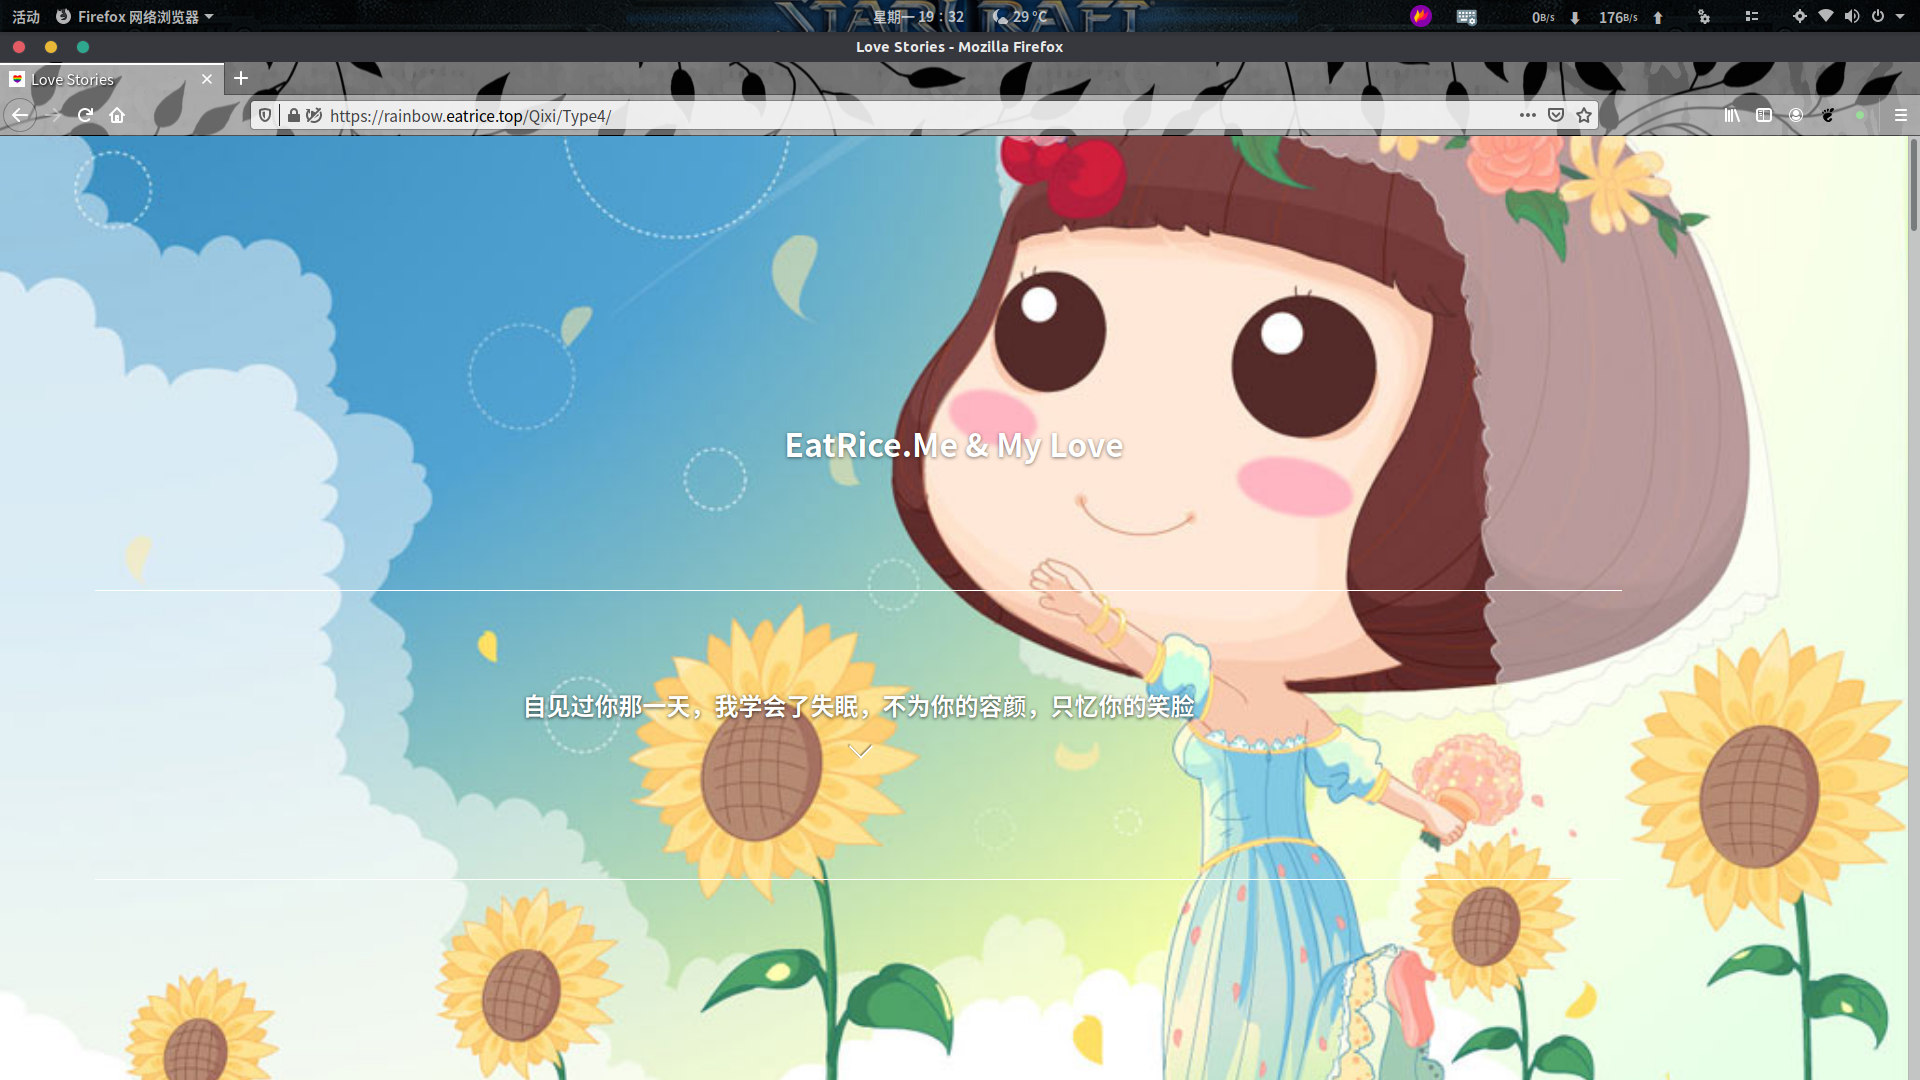 活动 Firefox 网络浏览器 星期一 19：32 29 °C 0B/s 176B/s
Love Stories - Mozilla Firefox
Love Stories
https://rainbow.eatrice.top/Qixi/Type4/
EatRice.Me & My Love
自见过你那一天，我学会了失眠，不为你的容颜，只忆你的笑脸